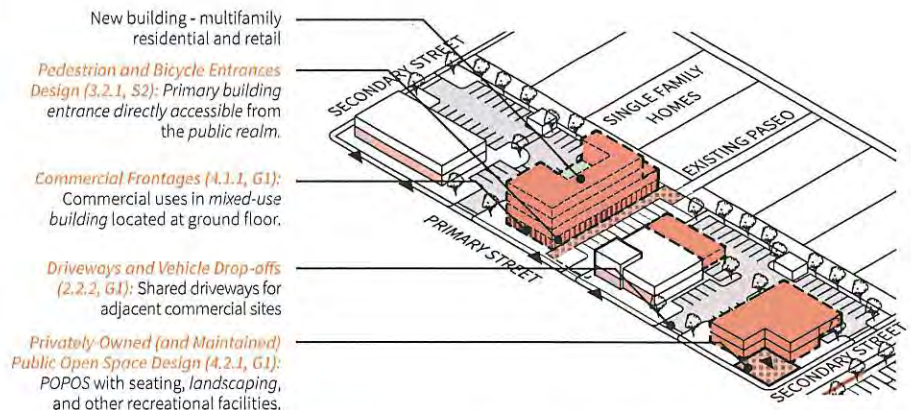 New building - multifamily
residential and retail
Pedestrian and Bicycle Entrances
Design (3.2.1, S2): Primary building
entrance directly accessible from
the public realm.
Commercial Frontages (4.1.1, G1):
Commercial uses in mixed-use
building located at ground floor.
Driveways and Vehicle Drop-offs
(2.2.2, G1): Shared driveways for
adjacent commercial sites
Privately-Owned (and Maintained)
Public Open Space Design (4.2.1, G1):
POPOS with seating, landscaping,
and other recreational facilities.
SECONDARY STREET
SINGLE FAMILY
HOMES
EXISTING PASEO
PRIMARY STREET
SECONDARY STREET